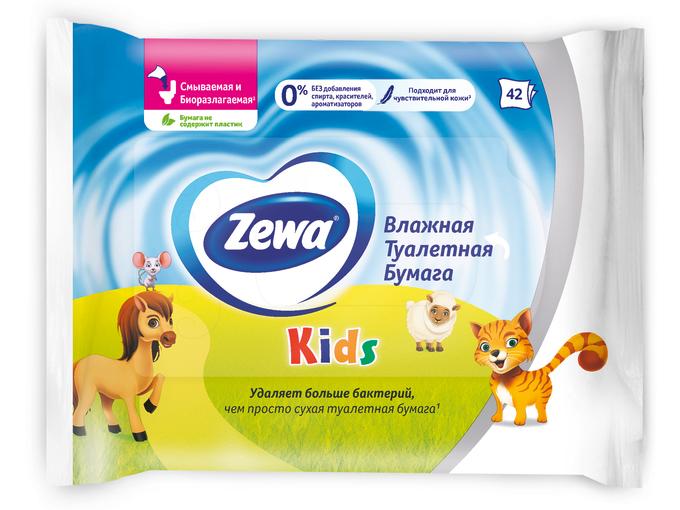 Смываемая и
Биоразлагаемая²
Бумага не
содержит пластик
0%
БЕЗ добавления
спирта, красителей,
ароматизаторов
Подходит для
чувствительной кожи³
42
Zewa®
Влажная
Туалетная
Бумага
Kids
Удаляет больше бактерий,
чем просто сухая туалетная бумага¹